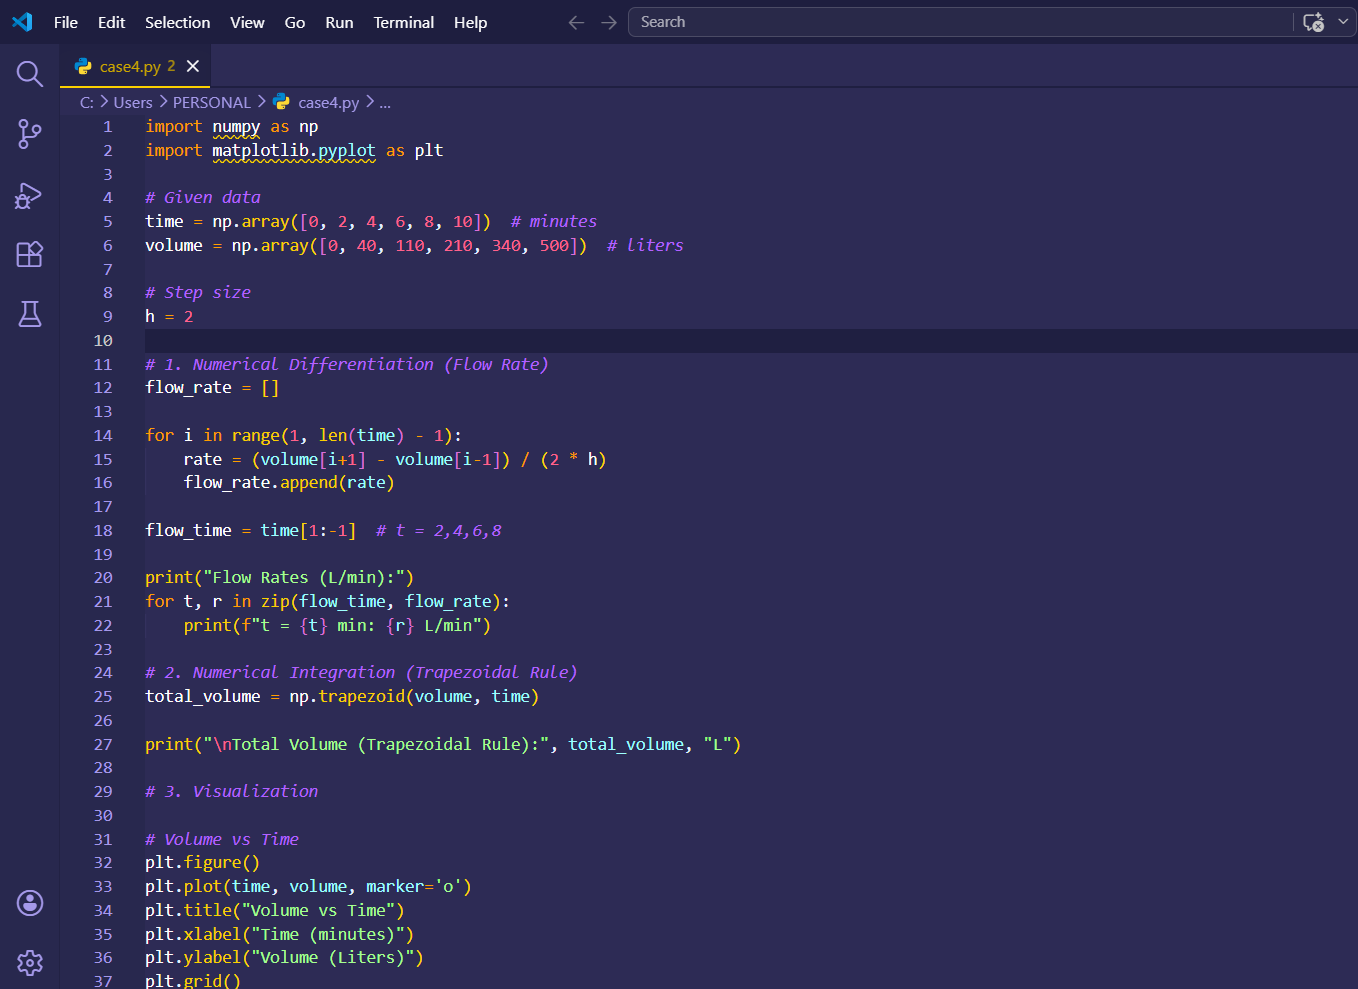 File Edit Selection View Go Run Terminal Help
Search
case4.py 2
C: Users PERSONAL case4.py ...
1 import numpy as np
2 import matplotlib.pyplot as plt
3
4 # Given data
5 time = np.array([0, 2, 4, 6, 8, 10])  # minutes
6 volume = np.array([0, 40, 110, 210, 340, 500])  # liters
7
8 # Step size
9 h = 2
10
11 # 1. Numerical Differentiation (Flow Rate)
12 flow_rate = []
13
14 for i in range(1, len(time) - 1):
15     rate = (volume[i+1] - volume[i-1]) / (2 * h)
16     flow_rate.append(rate)
17
18 flow_time = time[1:-1]  # t = 2,4,6,8
19
20 print("Flow Rates (L/min):")
21 for t, r in zip(flow_time, flow_rate):
22     print(f"t = {t} min: {r} L/min")
23
24 # 2. Numerical Integration (Trapezoidal Rule)
25 total_volume = np.trapezoid(volume, time)
26
27 print("\nTotal Volume (Trapezoidal Rule):", total_volume, "L")
28
29 # 3. Visualization
30
31 # Volume vs Time
32 plt.figure()
33 plt.plot(time, volume, marker='o')
34 plt.title("Volume vs Time")
35 plt.xlabel("Time (minutes)")
36 plt.ylabel("Volume (Liters)")
37 plt.grid()